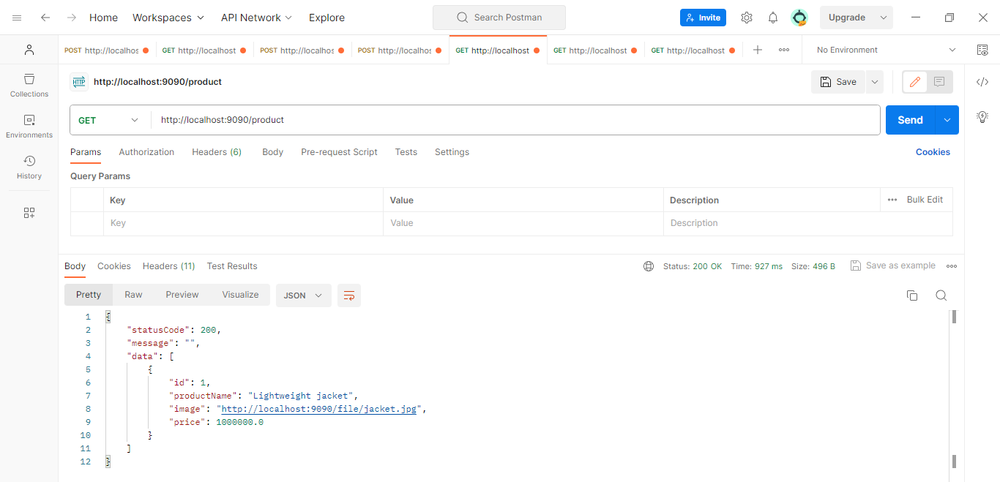 Home Workspaces API Network Explore Search Postman Invite Upgrade
POST http://localhos GET http://localhost POST http://localhos POST http://localhos GET http://localhost GET http://localhost GET http://localhost No Environment
HTTP http://localhost:9090/product Save
Collections
Environments
History
GET http://localhost:9090/product Send
Params Authorization Headers (6) Body Pre-request Script Tests Settings Cookies
Query Params
Key Value Description Bulk Edit
Key Value Description
Body Cookies Headers (11) Test Results Status: 200 OK Time: 927 ms Size: 496 B Save as example
Pretty Raw Preview Visualize JSON
1 {
2 "statusCode": 200,
3 "message": "",
4 "data": [
5 {
6 "id": 1,
7 "productName": "Lightweight jacket",
8 "image": "http://localhost:9090/file/jacket.jpg",
9 "price": 1000000.0
10 }
11 ]
12 }